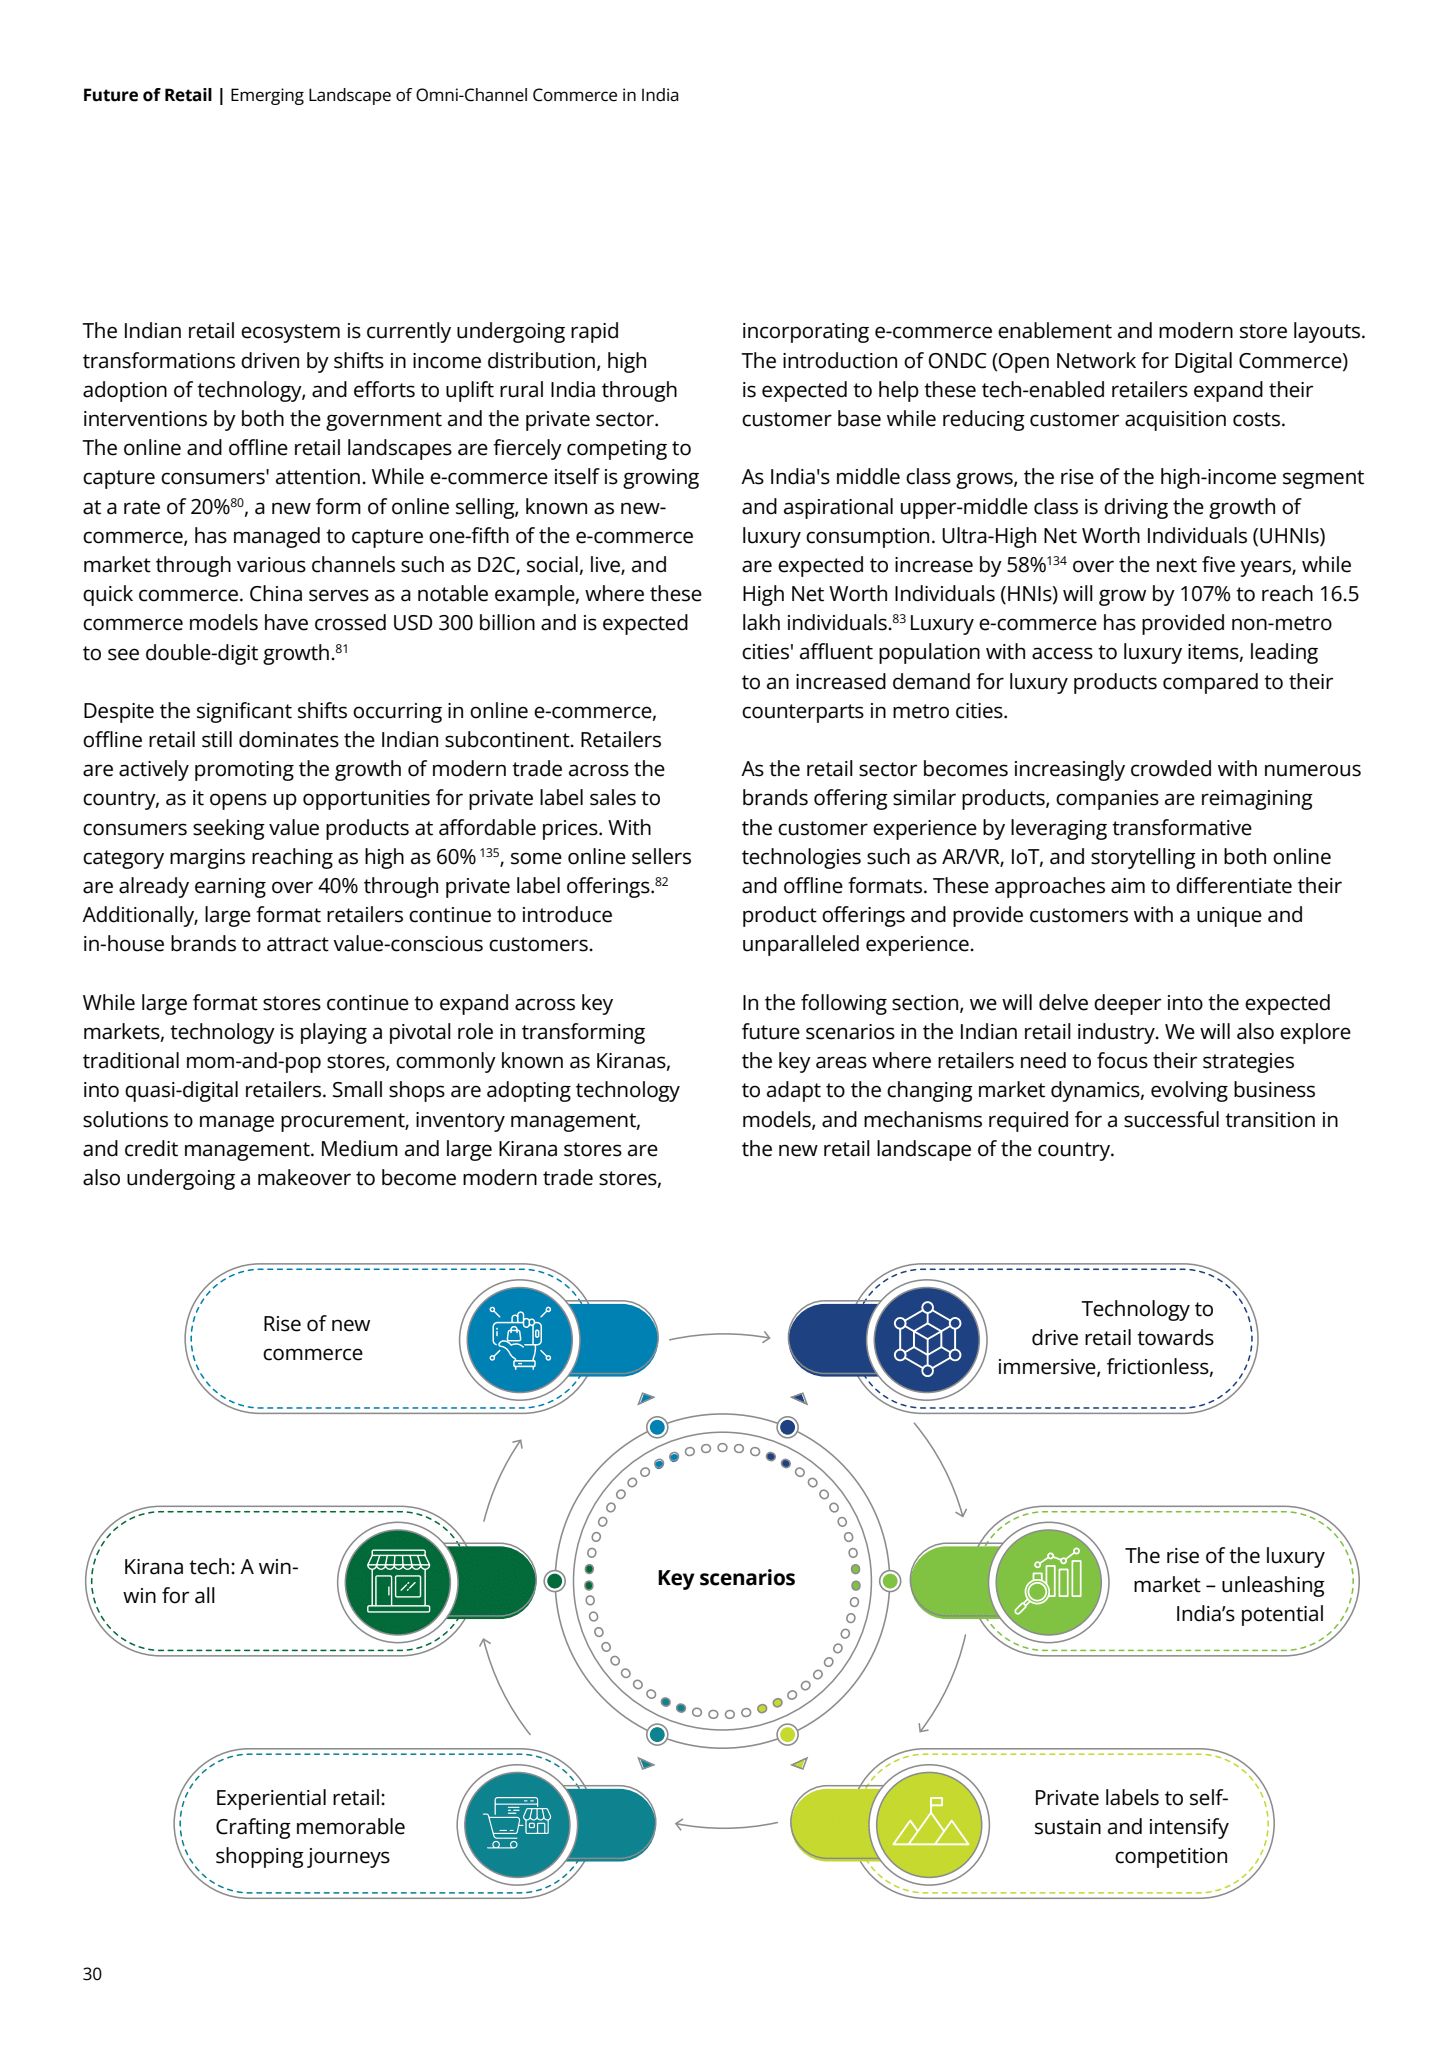 Future of Retail | Emerging Landscape of Omni-Channel Commerce in India
The Indian retail ecosystem is currently undergoing rapid
transformations driven by shifts in income distribution, high
adoption of technology, and efforts to uplift rural India through
interventions by both the government and the private sector.
The online and offline retail landscapes are fiercely competing to
capture consumers' attention. While e-commerce itself is growing
at a rate of 20%80, a new form of online selling, known as new-
commerce, has managed to capture one-fifth of the e-commerce
market through various channels such as D2C, social, live, and
quick commerce. China serves as a notable example, where these
commerce models have crossed USD 300 billion and is expected
to see double-digit growth.81
Despite the significant shifts occurring in online e-commerce,
offline retail still dominates the Indian subcontinent. Retailers
are actively promoting the growth of modern trade across the
country, as it opens up opportunities for private label sales to
consumers seeking value products at affordable prices. With
category margins reaching as high as 60% 135, some online sellers
are already earning over 40% through private label offerings.82
Additionally, large format retailers continue to introduce
in-house brands to attract value-conscious customers.
While large format stores continue to expand across key
markets, technology is playing a pivotal role in transforming
traditional mom-and-pop stores, commonly known as Kiranas,
into quasi-digital retailers. Small shops are adopting technology
solutions to manage procurement, inventory management,
and credit management. Medium and large Kirana stores are
also undergoing a makeover to become modern trade stores,
incorporating e-commerce enablement and modern store layouts.
The introduction of ONDC (Open Network for Digital Commerce)
is expected to help these tech-enabled retailers expand their
customer base while reducing customer acquisition costs.
As India's middle class grows, the rise of the high-income segment
and aspirational upper-middle class is driving the growth of
luxury consumption. Ultra-High Net Worth Individuals (UHNIs)
are expected to increase by 58%134 over the next five years, while
High Net Worth Individuals (HNIs) will grow by 107% to reach 16.5
lakh individuals.83 Luxury e-commerce has provided non-metro
cities' affluent population with access to luxury items, leading
to an increased demand for luxury products compared to their
counterparts in metro cities.
As the retail sector becomes increasingly crowded with numerous
brands offering similar products, companies are reimagining
the customer experience by leveraging transformative
technologies such as AR/VR, IoT, and storytelling in both online
and offline formats. These approaches aim to differentiate their
product offerings and provide customers with a unique and
unparalleled experience.
In the following section, we will delve deeper into the expected
future scenarios in the Indian retail industry. We will also explore
the key areas where retailers need to focus their strategies
to adapt to the changing market dynamics, evolving business
models, and mechanisms required for a successful transition in
the new retail landscape of the country.
Rise of new
commerce
Technology to
drive retail towards
immersive, frictionless,
Kirana tech: A win-
win for all
Key scenarios
The rise of the luxury
market – unleashing
India’s potential
Experiential retail:
Crafting memorable
shopping journeys
Private labels to self-
sustain and intensify
competition
30